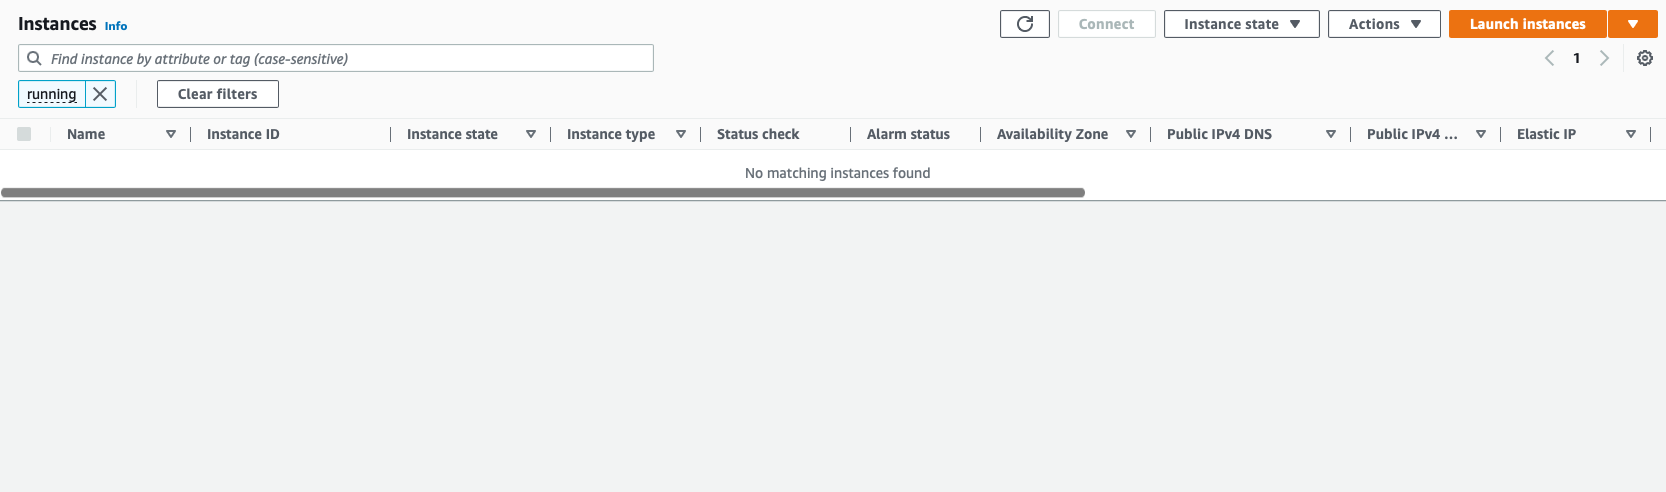 Instances Info
Connect Instance state Actions Launch instances
Find instance by attribute or tag (case-sensitive)
1
running Clear filters
Name Instance ID Instance state Instance type Status check Alarm status Availability Zone Public IPv4 DNS Public IPv4 ... Elastic IP
No matching instances found